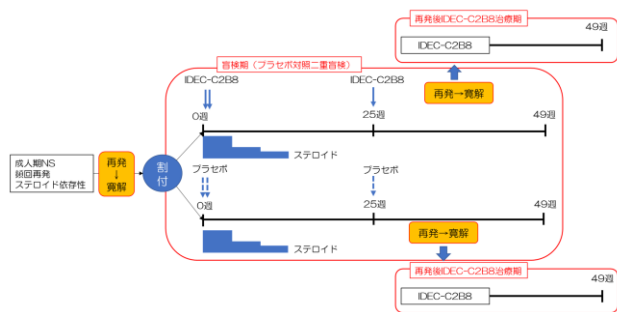 再発後IDEC-C2B8治療期
49週
IDEC-C2B8
盲検期（プラセボ対照二重盲検）
IDEC-C2B8
IDEC-C2B8
再発→寛解
0週
25週
49週
ステロイド
成人期NS
頻回再発
ステロイド依存性
再発
↓
寛解
割付
プラセボ
プラセボ
0週
25週
49週
再発→寛解
ステロイド
再発後IDEC-C2B8治療期
49週
IDEC-C2B8